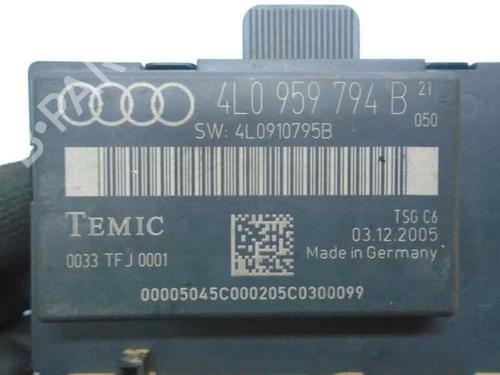 4L0 959 794 B 21
050
SW: 4L0910795B
TEMIC
TSG C6
03.12.2005
0033 TFJ 0001
Made in Germany
00005045C000205C0300099